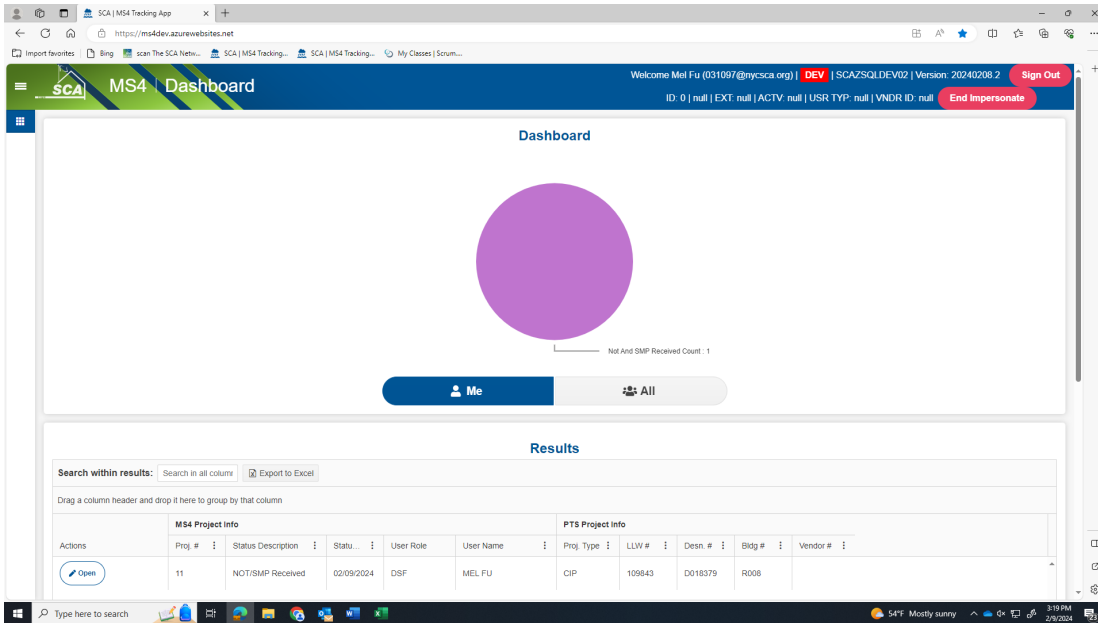 SCA | MS4 Tracking App
https://ms4dev.azurewebsites.net
Import favorites
Bing
scan The SCA Netw...
SCA | MS4 Tracking...
SCA | MS4 Tracking...
My Classes | Scrum...
SCA
MS4 | Dashboard
Welcome Mel Fu (031097@nycsca.org) | DEV | SCAZSQLDEV02 | Version: 20240208.2
Sign Out
ID: 0 | null | EXT: null | ACTV: null | USR TYP: null | VNDR ID: null
End Impersonate
Dashboard
Not And SMP Received Count : 1
Me
All
Results
Search within results:
Search in all column
Export to Excel
Drag a column header and drop it here to group by that column
MS4 Project Info
PTS Project Info
Actions
Proj. #
Status Description
Statu...
User Role
User Name
Proj. Type
LLW #
Desn. #
Bldg #
Vendor #
Open
11
NOT/SMP Received
02/09/2024
DSF
MEL FU
CIP
109843
D018379
R008
Type here to search
54°F Mostly sunny
3:19 PM
2/9/2024
23